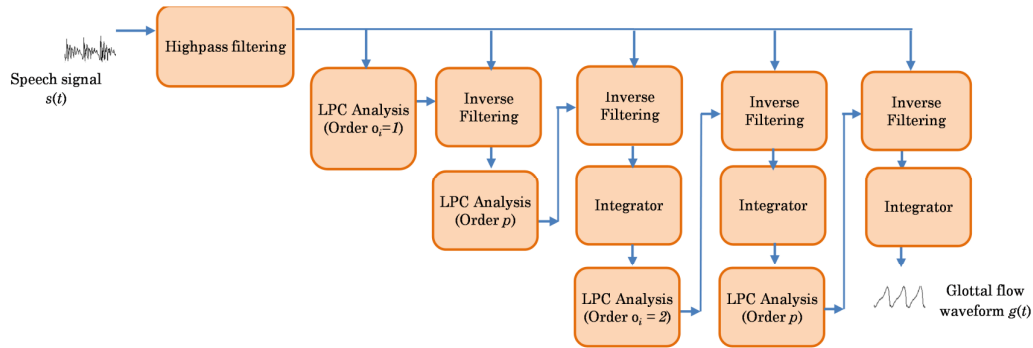 Highpass filtering
Speech signal
s(t)
LPC Analysis
(Order oᵢ=1)
Inverse
Filtering
LPC Analysis
(Order p)
Inverse
Filtering
Integrator
LPC Analysis
(Order oᵢ = 2)
Inverse
Filtering
Integrator
LPC Analysis
(Order p)
Inverse
Filtering
Integrator
Glottal flow
waveform g(t)